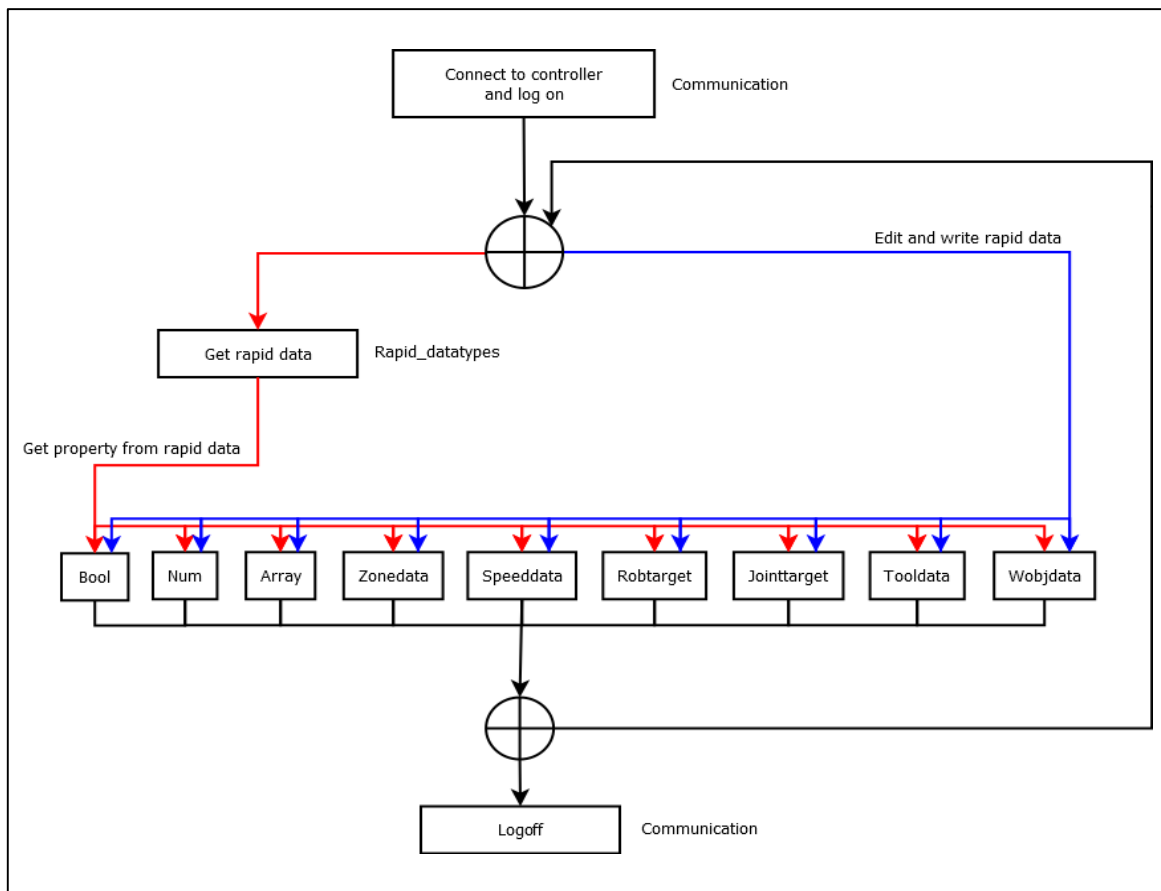 Connect to controller
and log on
Communication
Edit and write rapid data
Get rapid data
Rapid_datatypes
Get property from rapid data
Bool
Num
Array
Zonedata
Speeddata
Robtarget
Jointtarget
Tooldata
Wobjdata
Logoff
Communication